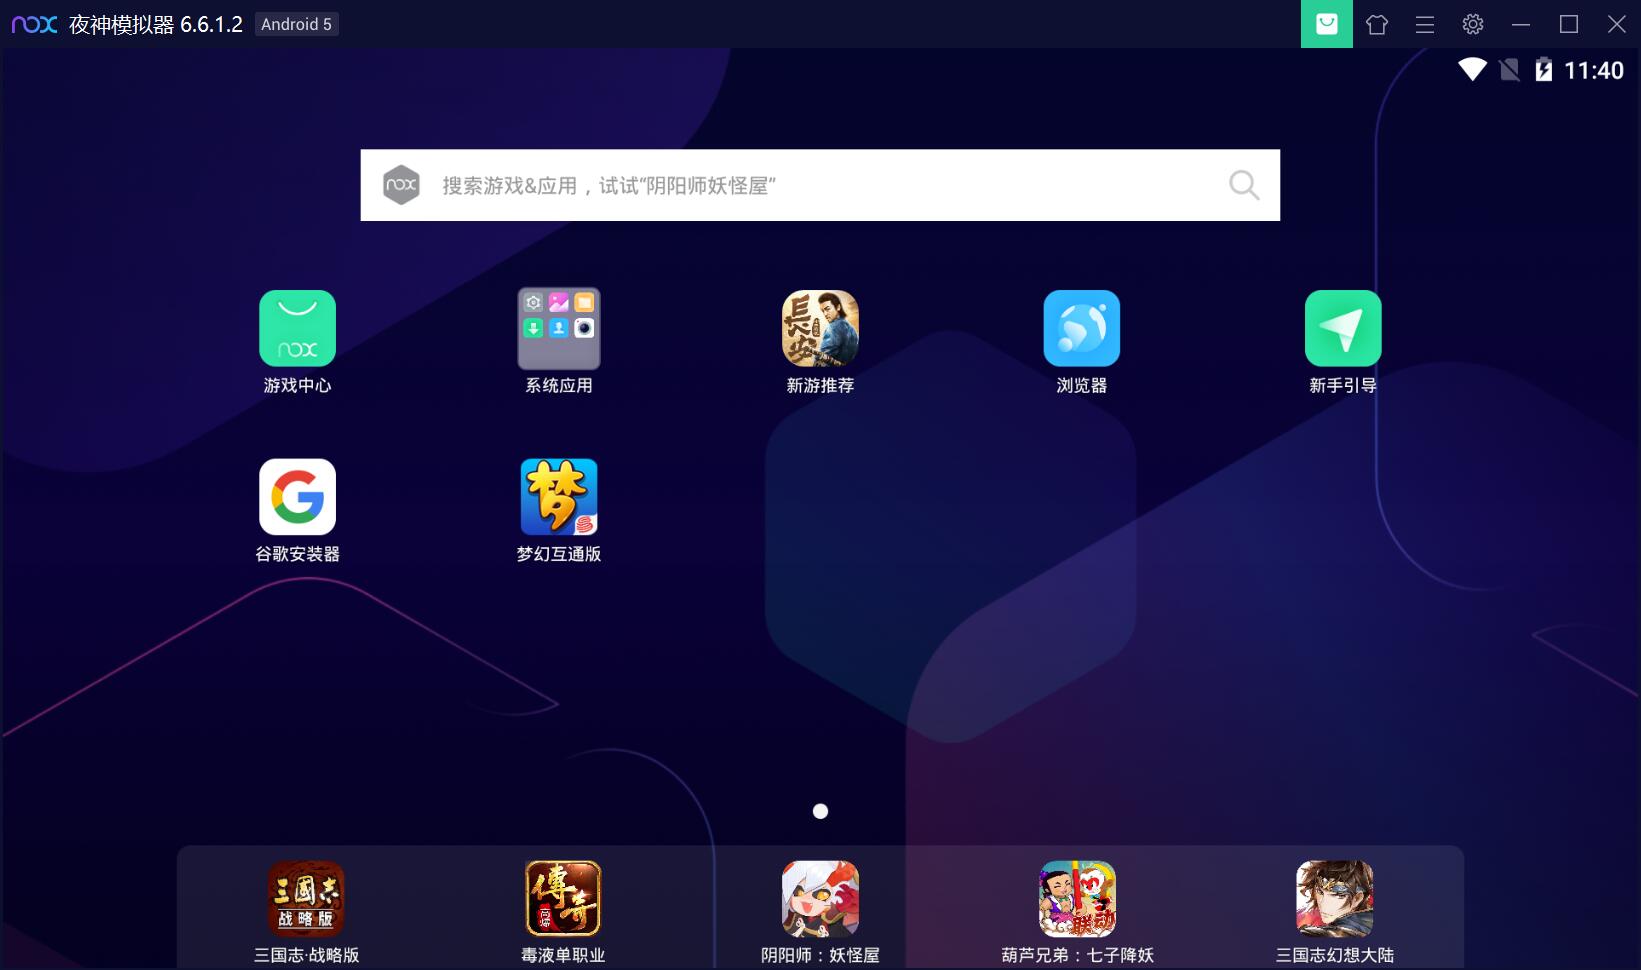 nox 夜神模拟器 6.6.1.2 Android 5
11:40
nox 搜索游戏&应用，试试“阴阳师妖怪屋”
nox
長安
游戏中心
系统应用
新游推荐
浏览器
新手引导
G
梦
谷歌安装器
梦幻互通版
三國志
战略版
傳奇
联动
三国志·战略版
毒液单职业
阴阳师：妖怪屋
葫芦兄弟：七子降妖
三国志幻想大陆